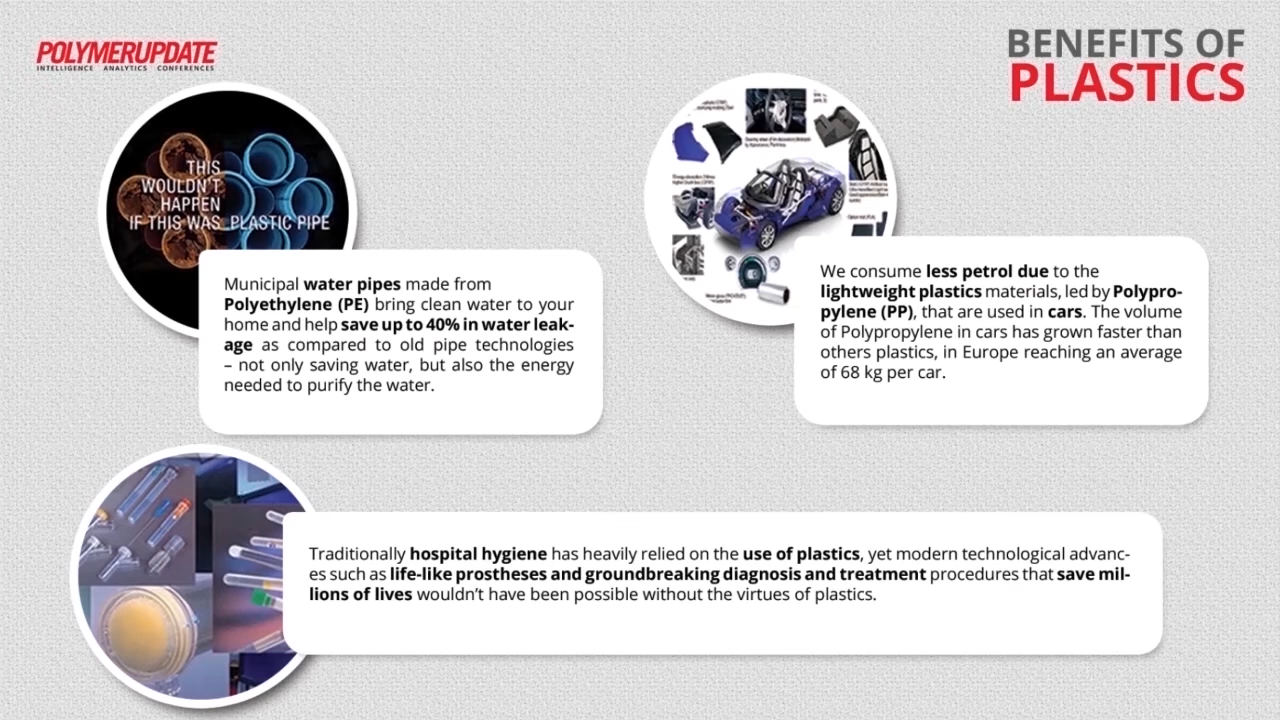 POLYMERUPDATE
INTELLIGENCE ANALYTICS CONFERENCES
BENEFITS OF
PLASTICS
THIS
WOULDN'T
HAPPEN
IF THIS WAS PLASTIC PIPE
Municipal water pipes made from
Polyethylene (PE) bring clean water to your
home and help save up to 40% in water leak-
age as compared to old pipe technologies
– not only saving water, but also the energy
needed to purify the water.
We consume less petrol due to the
lightweight plastics materials, led by Polypro-
pylene (PP), that are used in cars. The volume
of Polypropylene in cars has grown faster than
others plastics, in Europe reaching an average
of 68 kg per car.
Traditionally hospital hygiene has heavily relied on the use of plastics, yet modern technological advanc-
es such as life-like prostheses and groundbreaking diagnosis and treatment procedures that save mil-
lions of lives wouldn't have been possible without the virtues of plastics.